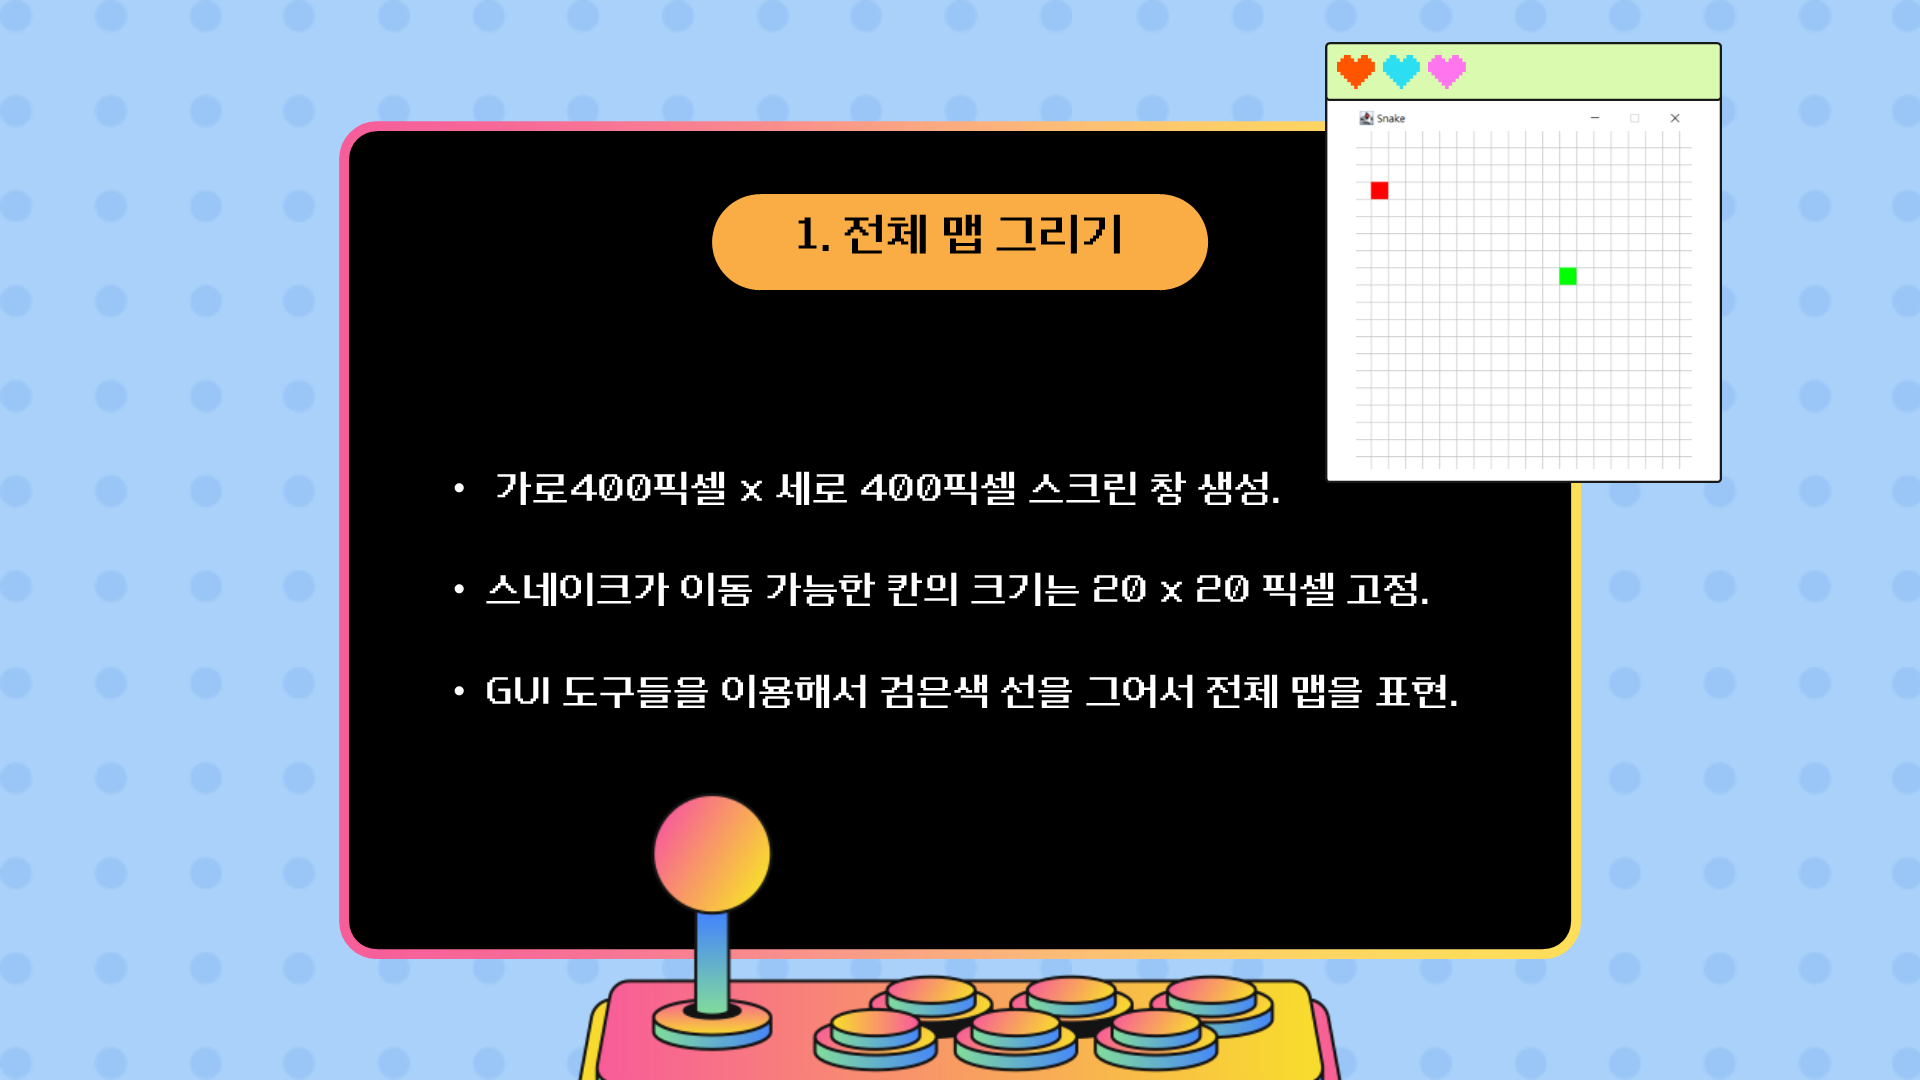 Snake
1. 전체 맵 그리기
• 가로400픽셀 x 세로 400픽셀 스크린 창 생성.
• 스네이크가 이동 가능한 칸의 크기는 20 x 20 픽셀 고정.
• GUI 도구들을 이용해서 검은색 선을 그어서 전체 맵을 표현.